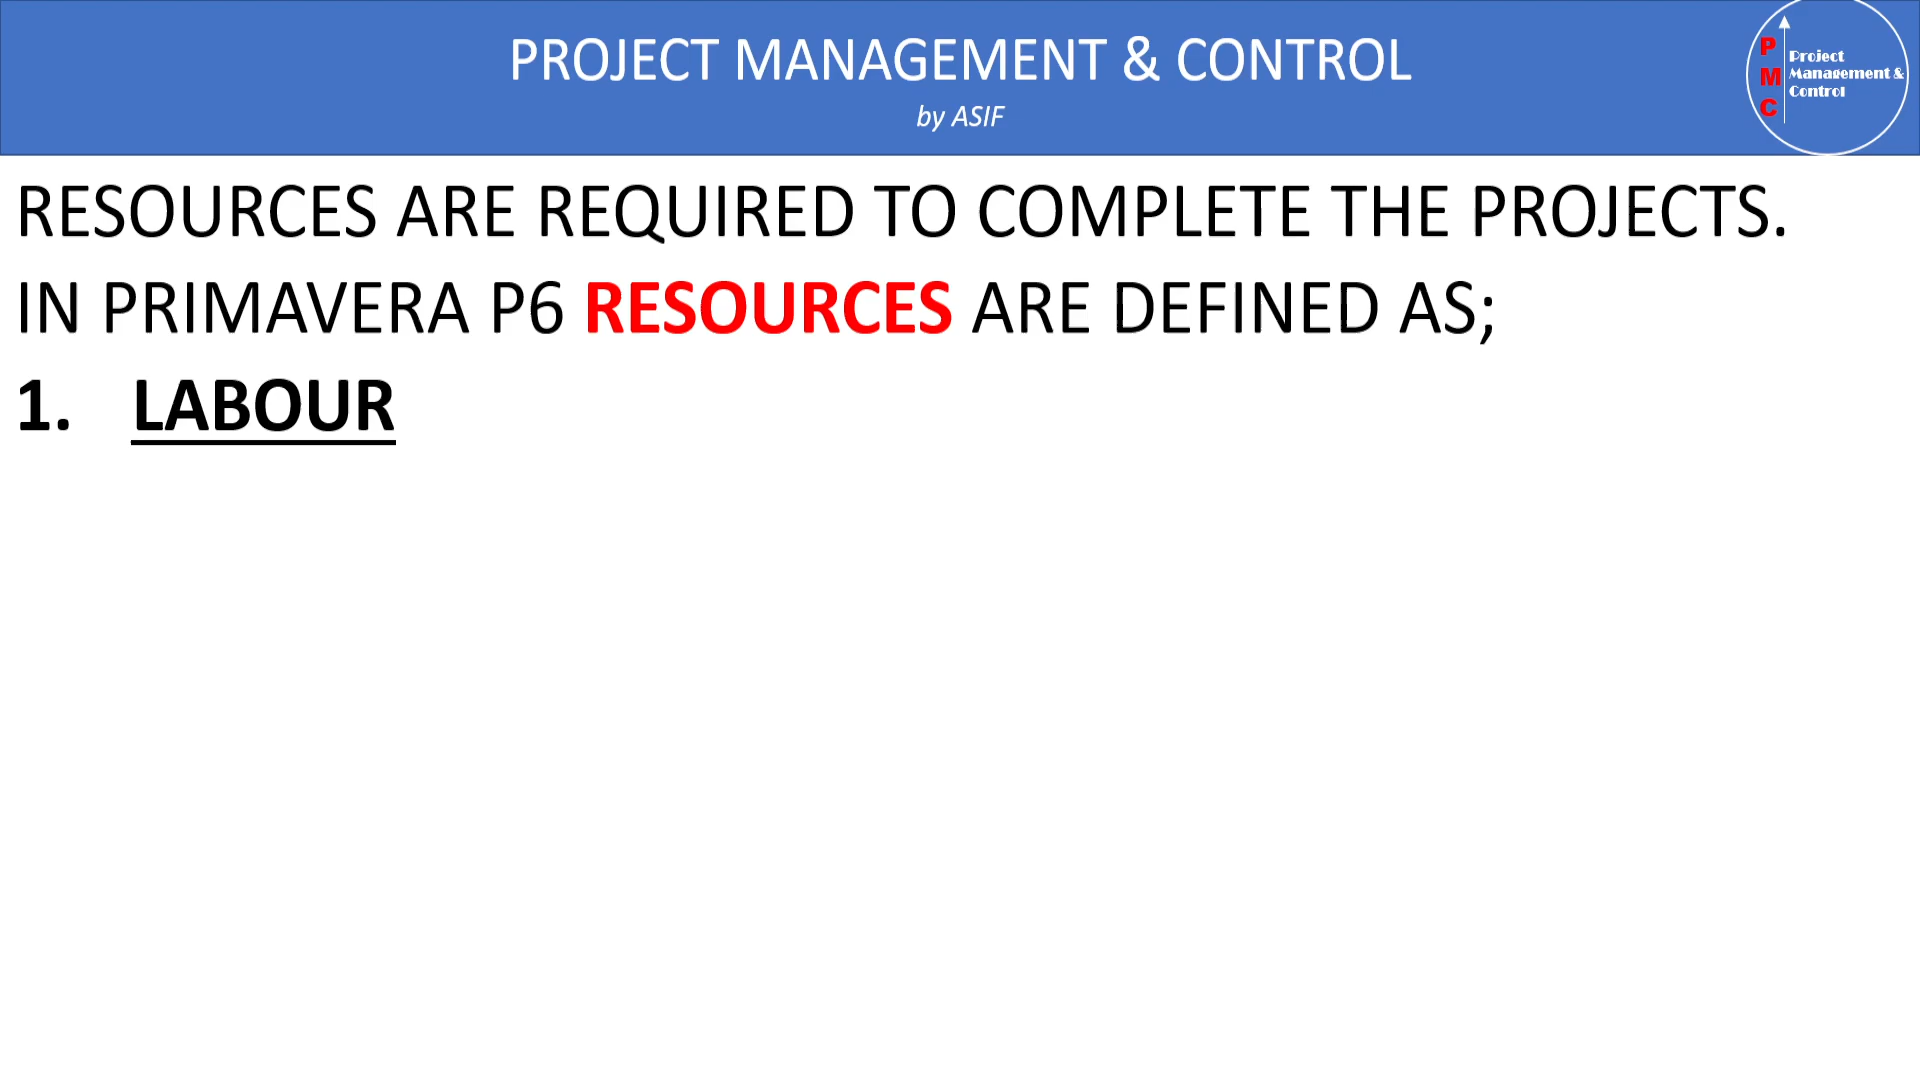 PROJECT MANAGEMENT & CONTROL
by ASIF
P
M
C
Project
Management &
Control
RESOURCES ARE REQUIRED TO COMPLETE THE PROJECTS.
IN PRIMAVERA P6 RESOURCES ARE DEFINED AS;
1. LABOUR